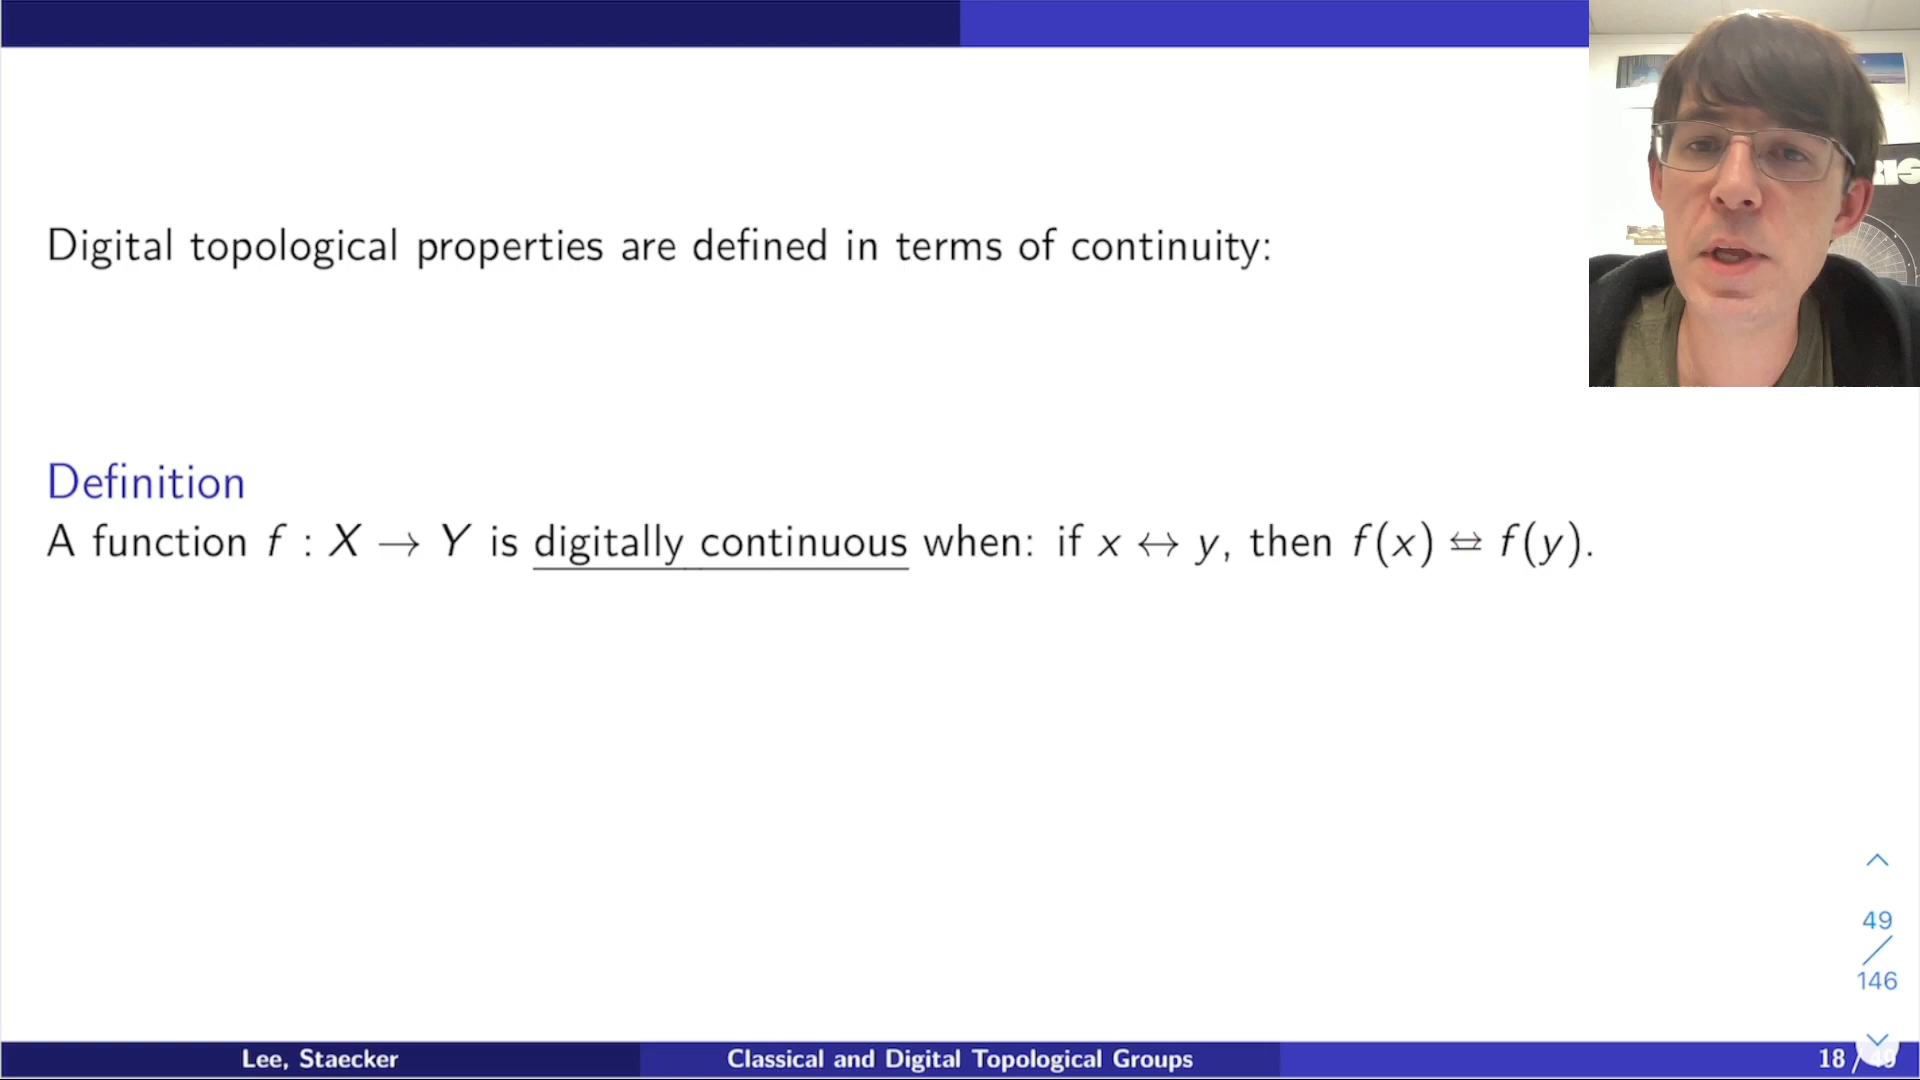 Digital topological properties are defined in terms of continuity:
Definition
A function f : X → Y is digitally continuous when: if x ↔ y, then f(x) ⥨ f(y).
49
/
146
Lee, Staecker
Classical and Digital Topological Groups
18 / 49